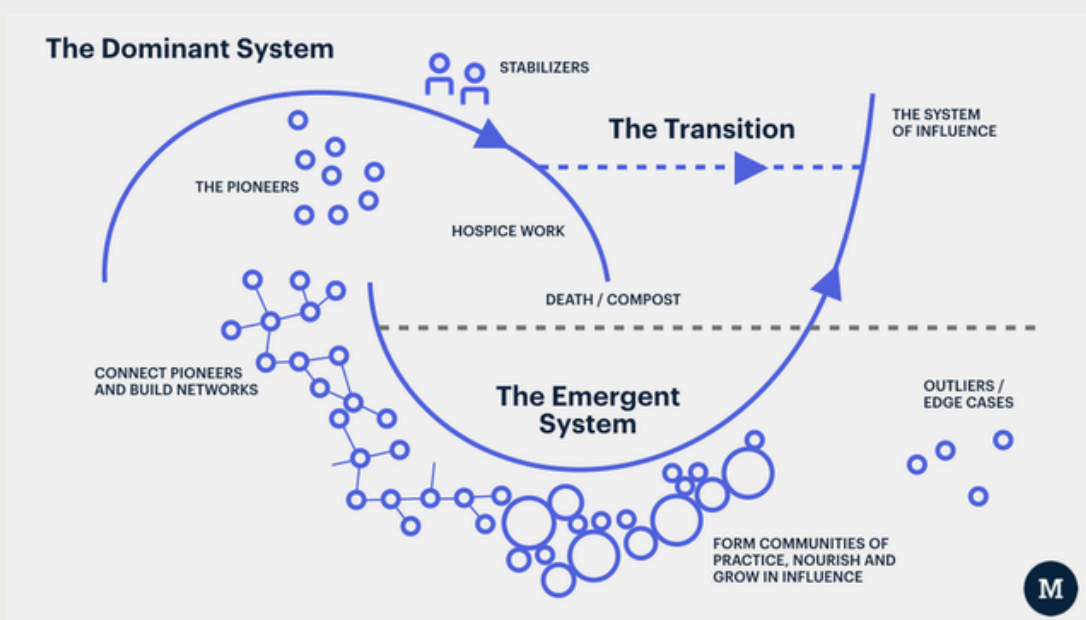 The Dominant System
STABILIZERS
The Transition
THE SYSTEM
OF INFLUENCE
THE PIONEERS
HOSPICE WORK
DEATH / COMPOST
CONNECT PIONEERS
AND BUILD NETWORKS
The Emergent
System
OUTLIERS /
EDGE CASES
FORM COMMUNITIES OF
PRACTICE, NOURISH AND
GROW IN INFLUENCE
M